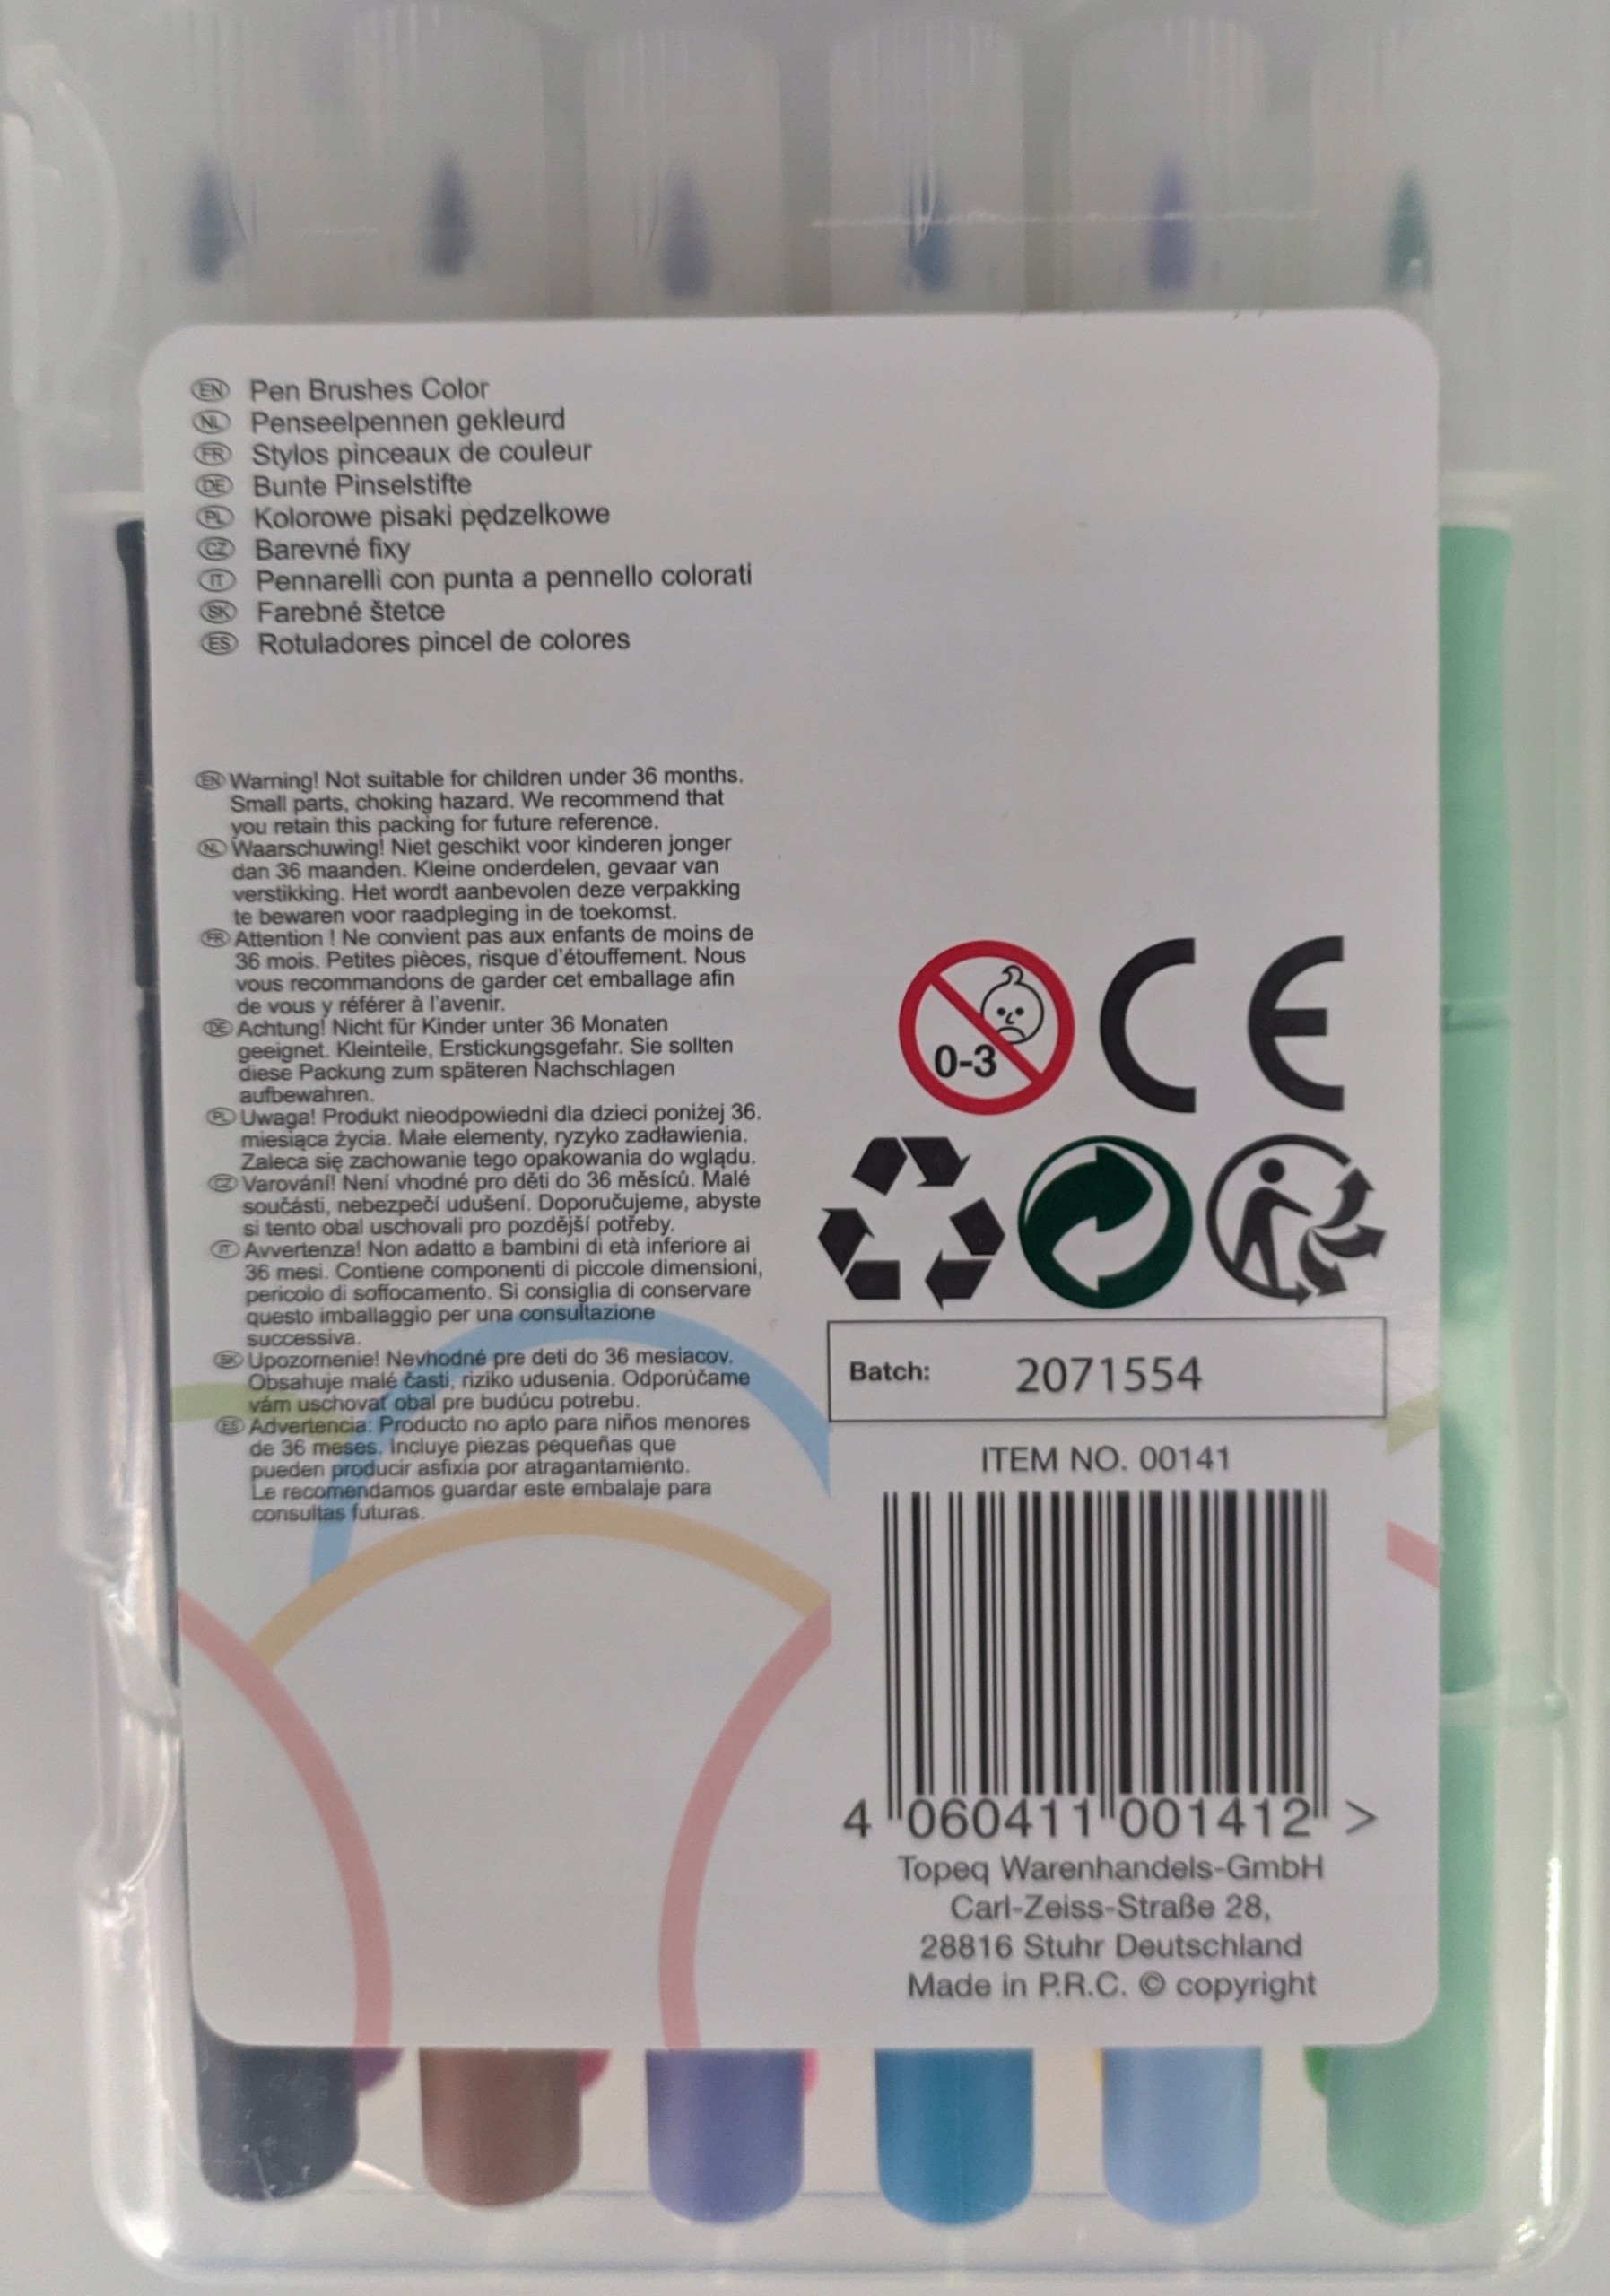 EN Pen Brushes Color
NL Penseelpennen gekleurd
FR Stylos pinceaux de couleur
DE Bunte Pinselstifte
PL Kolorowe pisaki pędzelkowe
CZ Barevné fixy
IT Pennarelli con punta a pennello colorati
SK Farebné štetce
ES Rotuladores pincel de colores
EN Warning! Not suitable for children under 36 months.
Small parts, choking hazard. We recommend that
you retain this packing for future reference.
NL Waarschuwing! Niet geschikt voor kinderen jonger
dan 36 maanden. Kleine onderdelen, gevaar van
verstikking. Het wordt aanbevolen deze verpakking
te bewaren voor raadpleging in de toekomst.
FR Attention ! Ne convient pas aux enfants de moins de
36 mois. Petites pièces, risque d'étouffement. Nous
vous recommandons de garder cet emballage afin
de vous y référer à l'avenir.
DE Achtung! Nicht für Kinder unter 36 Monaten
geeignet. Kleinteile, Erstickungsgefahr. Sie sollten
diese Packung zum späteren Nachschlagen
aufbewahren.
PL Uwaga! Produkt nieodpowiedni dla dzieci poniżej 36.
miesiąca życia. Małe elementy, ryzyko zadławienia.
Zaleca się zachowanie tego opakowania do wglądu.
CZ Varování! Není vhodné pro děti do 36 měsíců. Malé
součásti, nebezpečí udušení. Doporučujeme, abyste
si tento obal uschovali pro pozdější potřeby.
IT Avvertenza! Non adatto a bambini di età inferiore ai
36 mesi. Contiene componenti di piccole dimensioni,
pericolo di soffocamento. Si consiglia di conservare
questo imballaggio per una consultazione
successiva.
SK Upozornenie! Nevhodné pre deti do 36 mesiacov.
Obsahuje malé časti, riziko udusenia. Odporúčame
vám uschovať obal pre budúcu potrebu.
ES Advertencia: Producto no apto para niños menores
de 36 meses. Incluye piezas pequeñas que
pueden producir asfixia por atragantamiento.
Le recomendamos guardar este embalaje para
consultas futuras.
0-3
CE
Batch: 2071554
ITEM NO. 00141
4 060411 001412 >
Topeq Warenhandels-GmbH
Carl-Zeiss-Straße 28,
28816 Stuhr Deutschland
Made in P.R.C. © copyright